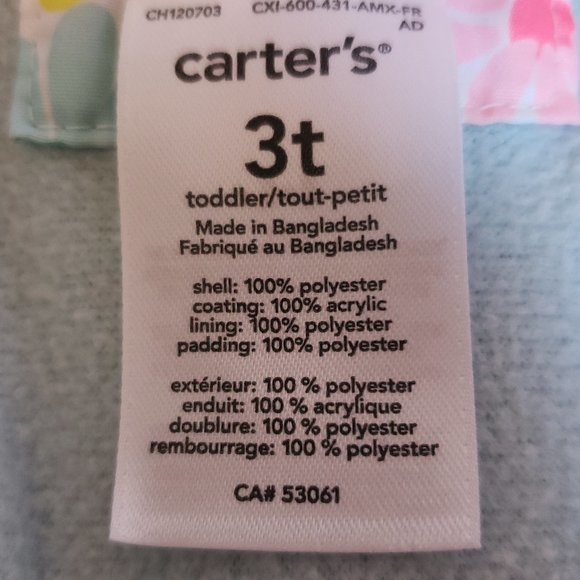 CH120703 CXI-600-431-AMX-FR
AD
carter's®
3t
toddler/tout-petit
Made in Bangladesh
Fabriqué au Bangladesh
shell: 100% polyester
coating: 100% acrylic
lining: 100% polyester
padding: 100% polyester
extérieur: 100 % polyester
enduit: 100 % acrylique
doublure: 100 % polyester
rembourrage: 100 % polyester
CA# 53061